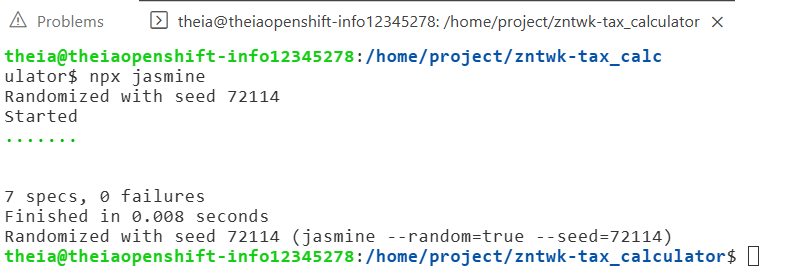 Problems
theia@theiaopenshift-info12345278: /home/project/zntwk-tax_calculator
theia@theiaopenshift-info12345278:/home/project/zntwk-tax_calc
ulator$ npx jasmine
Randomized with seed 72114
Started
.......
7 specs, 0 failures
Finished in 0.008 seconds
Randomized with seed 72114 (jasmine --random=true --seed=72114)
theia@theiaopenshift-info12345278:/home/project/zntwk-tax_calculator$